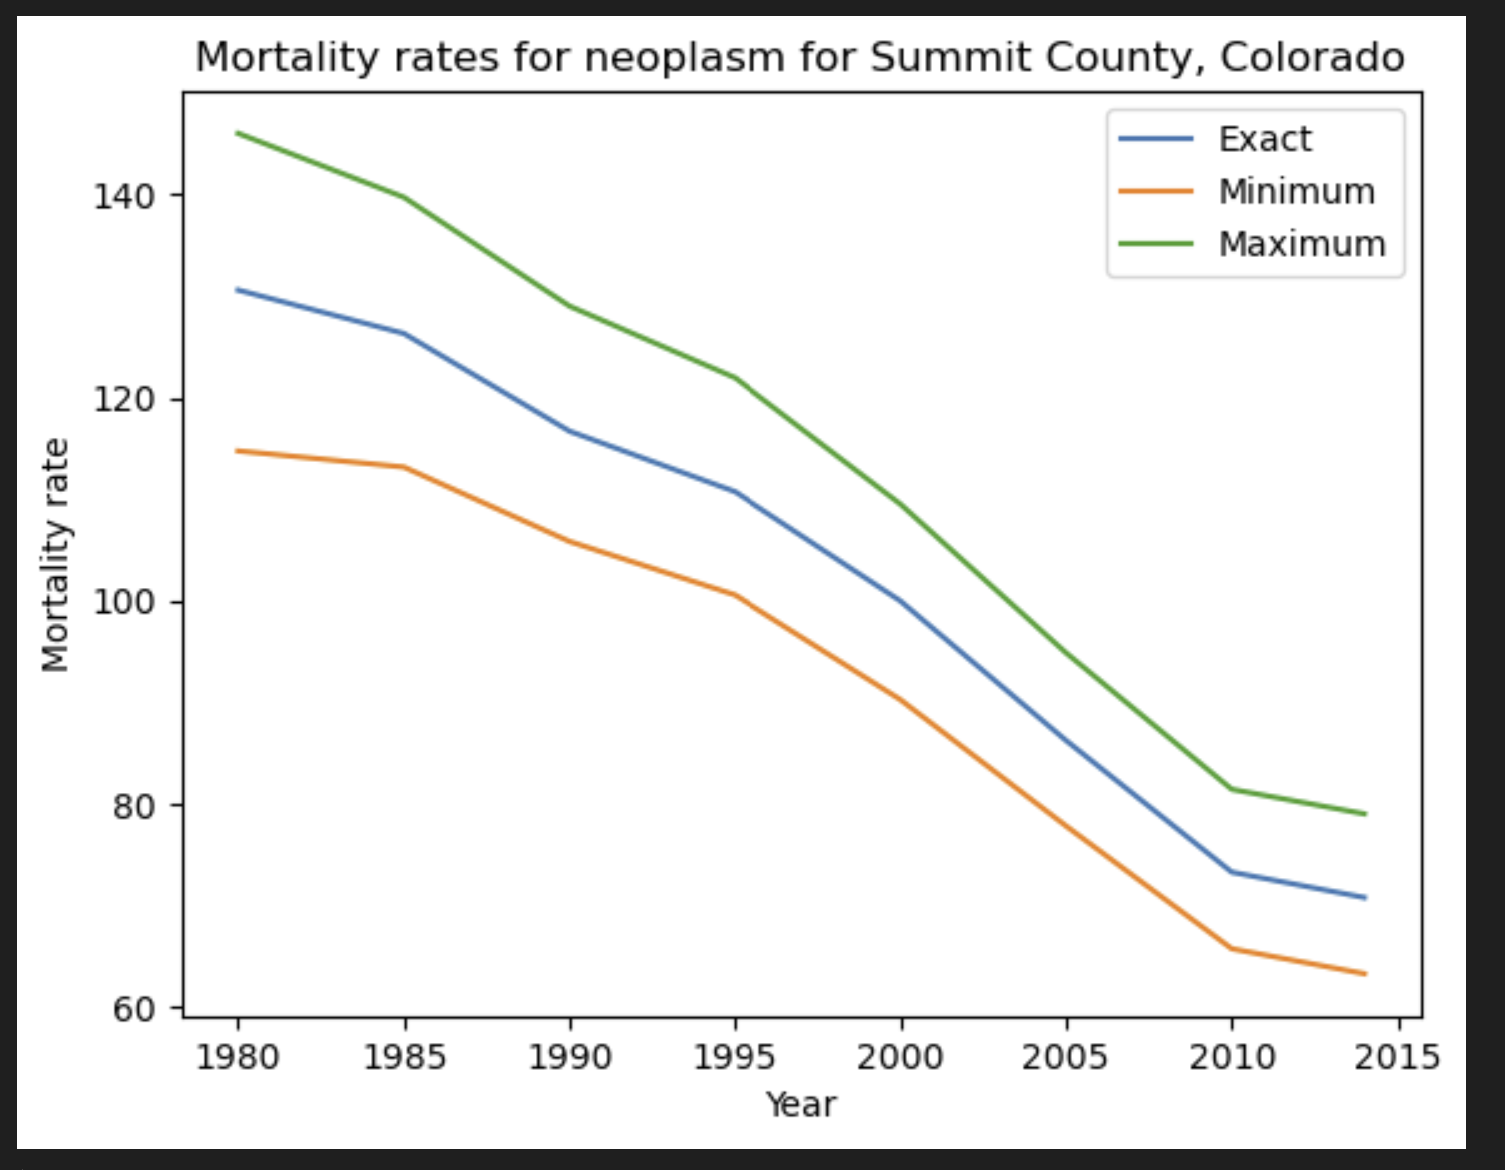 Mortality rates for neoplasm for Summit County, Colorado
Exact
Minimum
Maximum
Mortality rate
140
120
100
80
60
1980 1985 1990 1995 2000 2005 2010 2015
Year